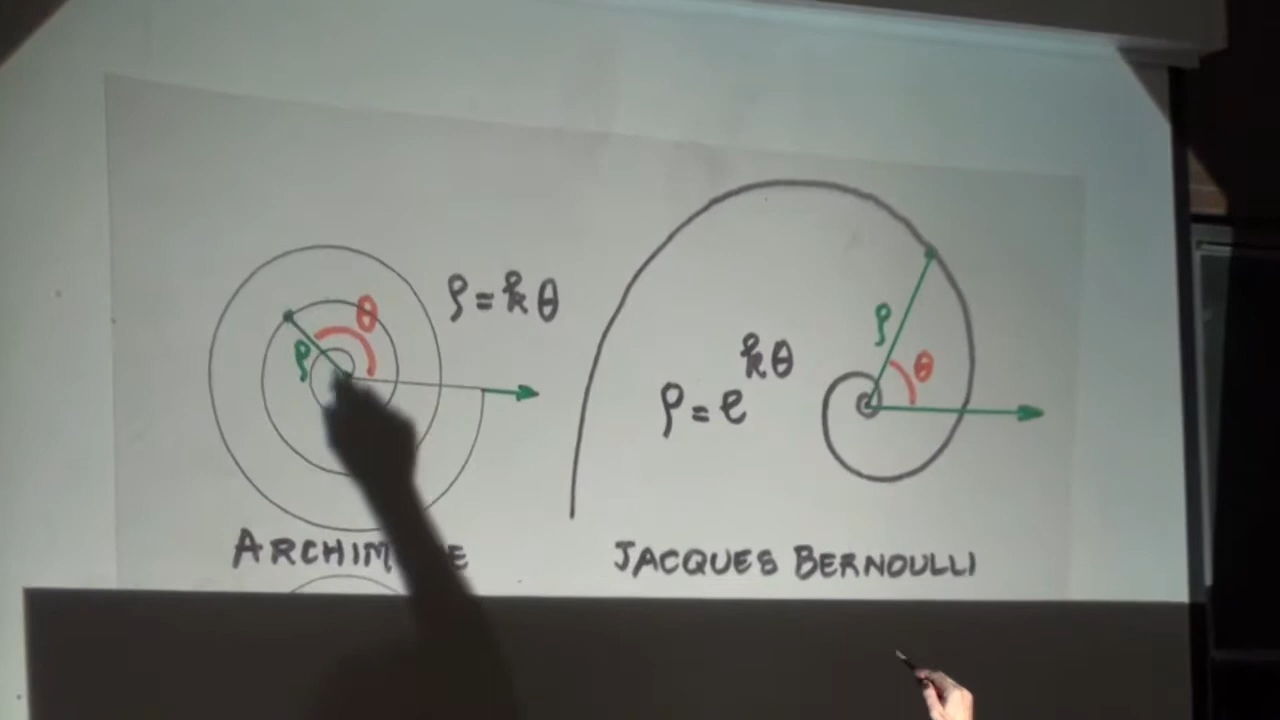 θ
ρ
ρ = kθ
ρ
θ
ρ = e^{kθ}
JACQUES BERNOULLI